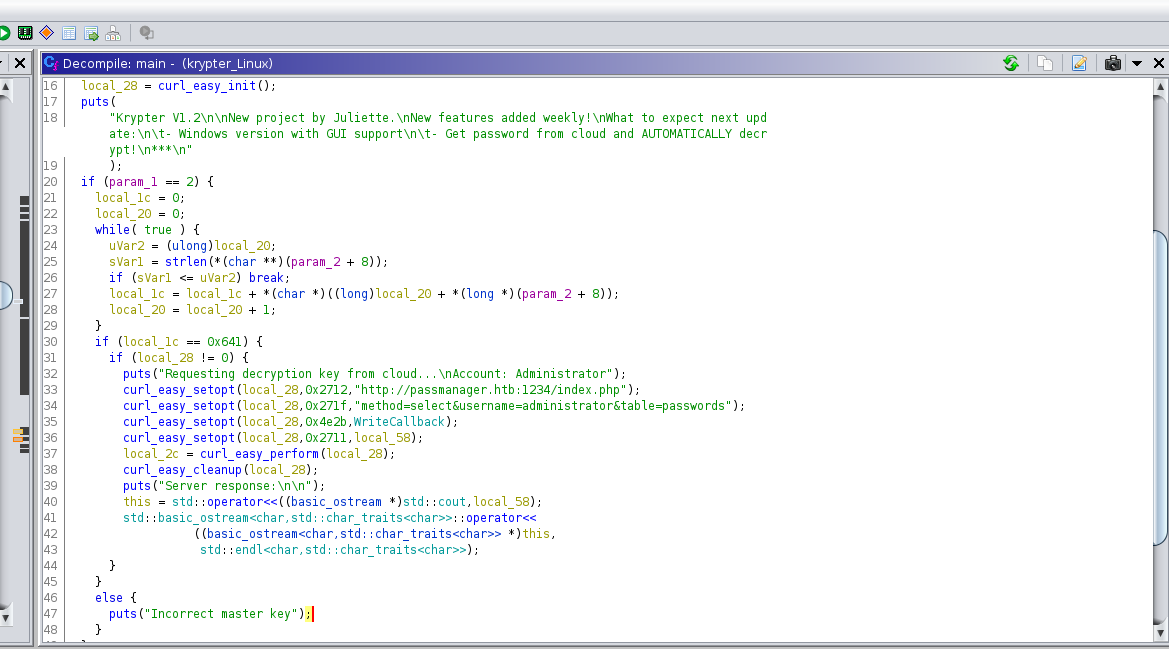 Decompile: main - (krypter_Linux)
16 local_28 = curl_easy_init();
17 puts(
18 "Krypter V1.2\n\nNew project by Juliette.\nNew features added weekly!\nWhat to expect next upd
ate:\n\t- Windows version with GUI support\n\t- Get password from cloud and AUTOMATICALLY decr
ypt!\n***\n"
19 );
20 if (param_1 == 2) {
21 local_1c = 0;
22 local_20 = 0;
23 while( true ) {
24 uVar2 = (ulong)local_20;
25 sVar1 = strlen(*(char **)(param_2 + 8));
26 if (sVar1 <= uVar2) break;
27 local_1c = local_1c + *(char *)((long)local_20 + *(long *)(param_2 + 8));
28 local_20 = local_20 + 1;
29 }
30 if (local_1c == 0x641) {
31 if (local_28 != 0) {
32 puts("Requesting decryption key from cloud...\nAccount: Administrator");
33 curl_easy_setopt(local_28,0x2712,"http://passmanager.htb:1234/index.php");
34 curl_easy_setopt(local_28,0x271f,"method=select&username=administrator&table=passwords");
35 curl_easy_setopt(local_28,0x4e2b,WriteCallback);
36 curl_easy_setopt(local_28,0x2711,local_58);
37 local_2c = curl_easy_perform(local_28);
38 curl_easy_cleanup(local_28);
39 puts("Server response:\n\n");
40 this = std::operator<<((basic_ostream *)std::cout,local_58);
41 std::basic_ostream<char,std::char_traits<char>>::operator<<
42 ((basic_ostream<char,std::char_traits<char>> *)this,
43 std::endl<char,std::char_traits<char>>);
44 }
45 }
46 else {
47 puts("Incorrect master key");
48 }